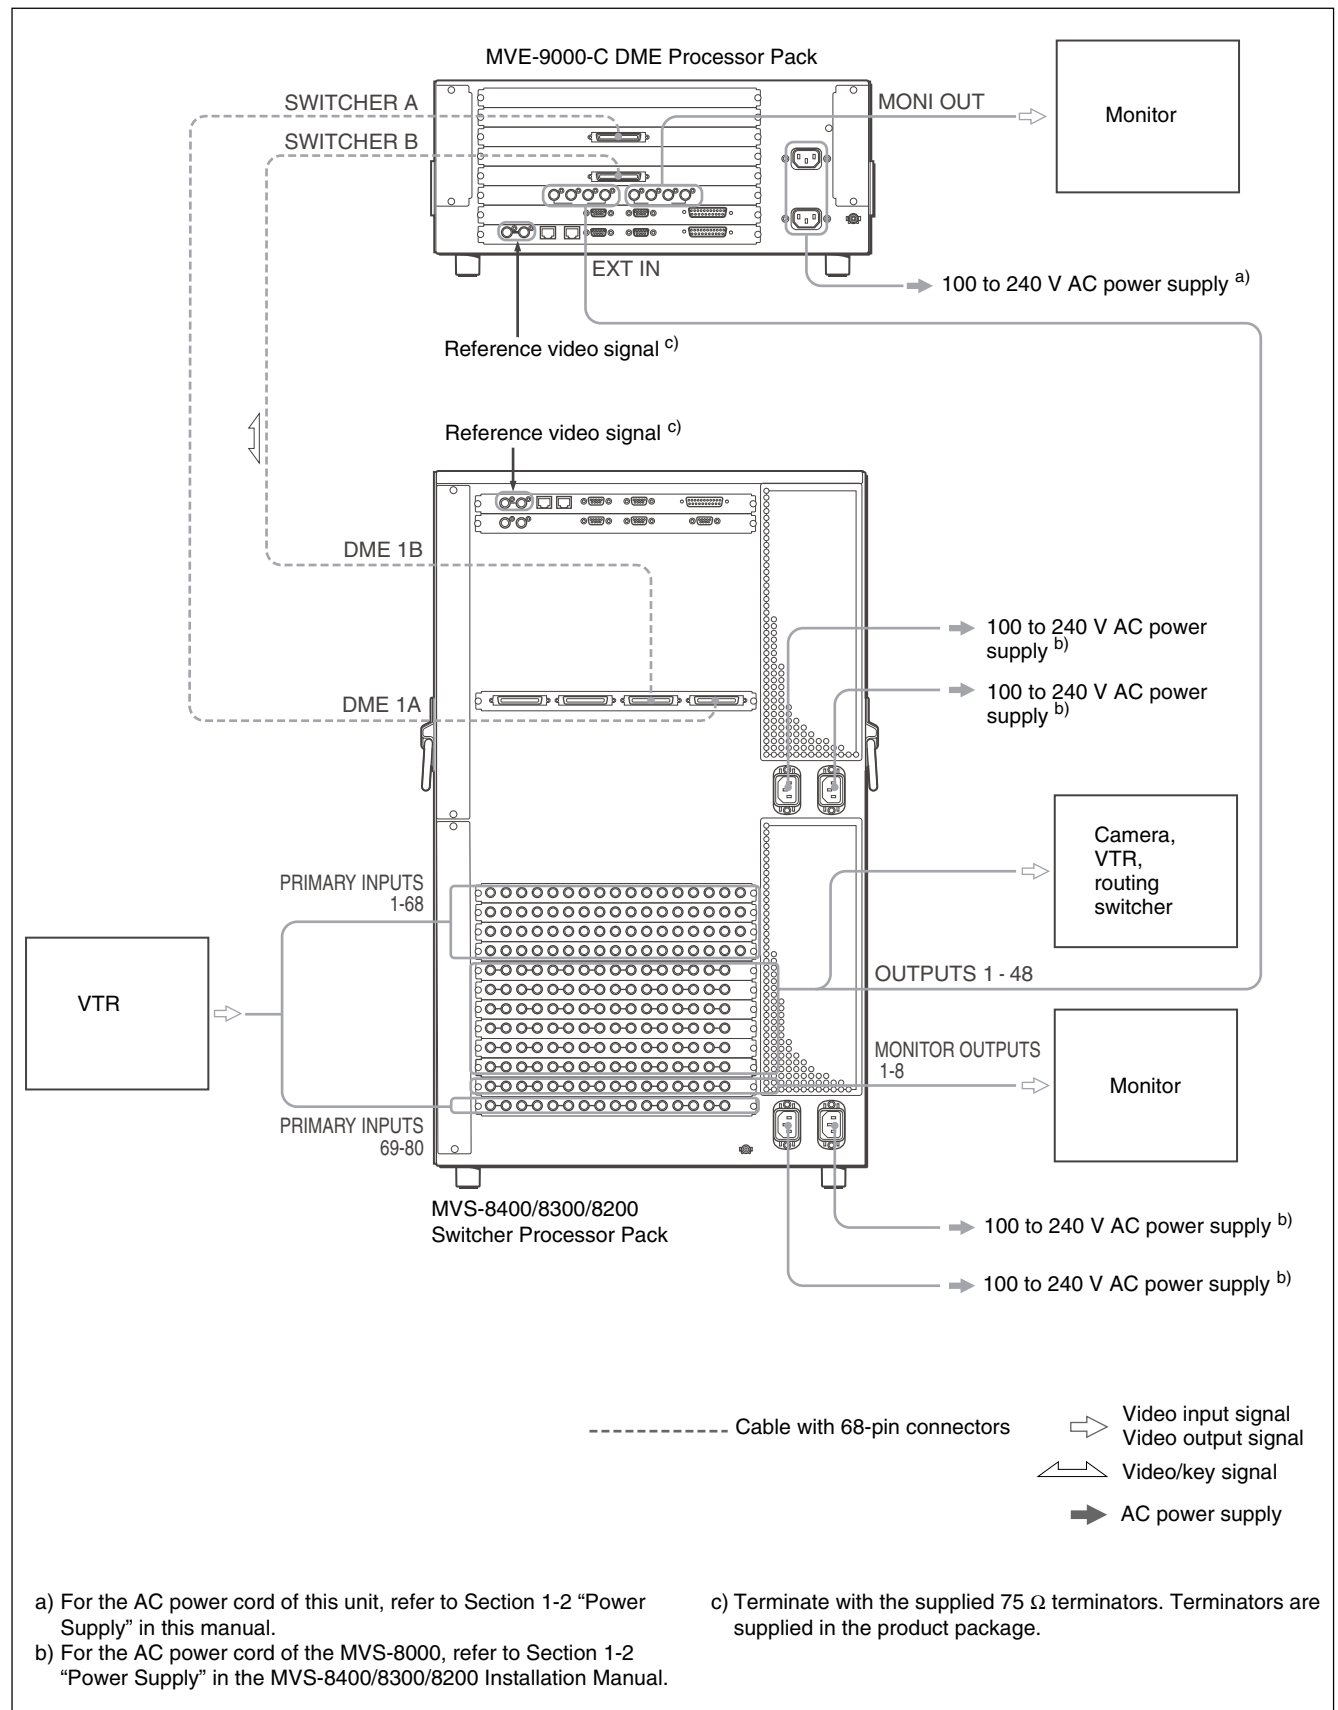 MVE-9000-C DME Processor Pack
SWITCHER A
MONI OUT
Monitor
SWITCHER B
EXT IN
100 to 240 V AC power supply a)
Reference video signal c)
Reference video signal c)
DME 1B
100 to 240 V AC power
supply b)
100 to 240 V AC power
supply b)
DME 1A
Camera,
VTR,
routing
switcher
PRIMARY INPUTS
1-68
VTR
OUTPUTS 1 - 48
MONITOR OUTPUTS
1-8
Monitor
PRIMARY INPUTS
69-80
MVS-8400/8300/8200
Switcher Processor Pack
100 to 240 V AC power supply b)
100 to 240 V AC power supply b)
Cable with 68-pin connectors
Video input signal
Video output signal
Video/key signal
AC power supply
a) For the AC power cord of this unit, refer to Section 1-2 “Power
Supply” in this manual.
b) For the AC power cord of the MVS-8000, refer to Section 1-2
“Power Supply” in the MVS-8400/8300/8200 Installation Manual.
c) Terminate with the supplied 75 Ω terminators. Terminators are
supplied in the product package.